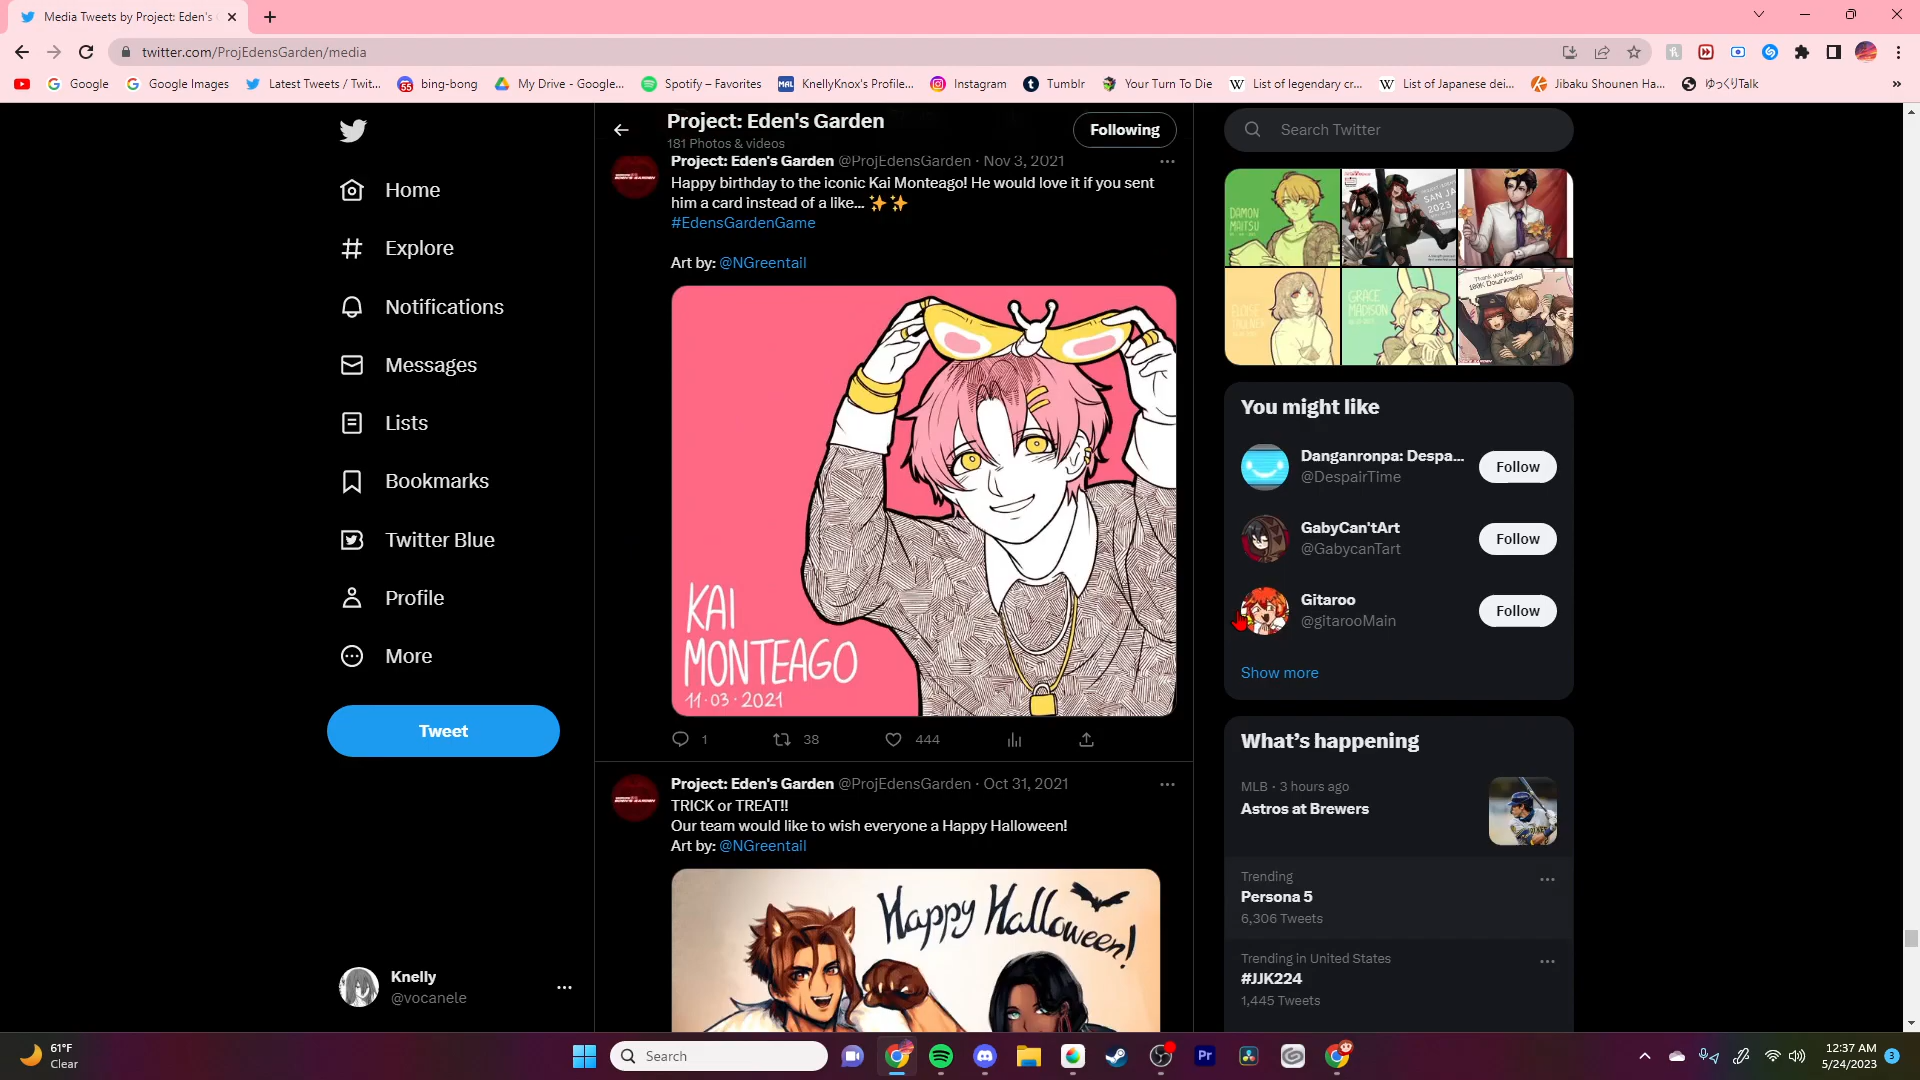 Media Tweets by Project: Eden's
twitter.com/ProjEdensGarden/media
Google
Google Images
Latest Tweets / Twit...
bing-bong
My Drive - Google...
Spotify – Favorites
MAL
KnellyKnox's Profile...
Instagram
Tumblr
Your Turn To Die
W List of legendary cr...
W List of Japanese dei...
Jibaku Shounen Ha...
ゆっくりTalk
Home
Explore
Notifications
Messages
Lists
Bookmarks
Twitter Blue
Profile
More
Tweet
Knelly
@vocanele
Project: Eden's Garden
181 Photos & videos
Following
Project: Eden's Garden @ProjEdensGarden · Nov 3, 2021
Happy birthday to the iconic Kai Monteago! He would love it if you sent
him a card instead of a like... ✨✨
#EdensGardenGame
Art by: @NGreentail
KAI
MONTEAGO
11·03·2021
1
38
444
Project: Eden's Garden @ProjEdensGarden · Oct 31, 2021
TRICK or TREAT!!
Our team would like to wish everyone a Happy Halloween!
Art by: @NGreentail
Happy Halloween!
Search Twitter
DAMON
MAITSU
SAN JA
2023
GRACE
MADISON
Thank you for
100K Downloads!
You might like
Danganronpa: Despa...
@DespairTime
Follow
GabyCan'tArt
@GabycanTart
Follow
Gitaroo
@gitarooMain
Follow
Show more
What's happening
MLB · 3 hours ago
Astros at Brewers
Trending
Persona 5
6,306 Tweets
Trending in United States
#JJK224
1,445 Tweets
61°F
Clear
Search
Pr
12:37 AM
5/24/2023
3